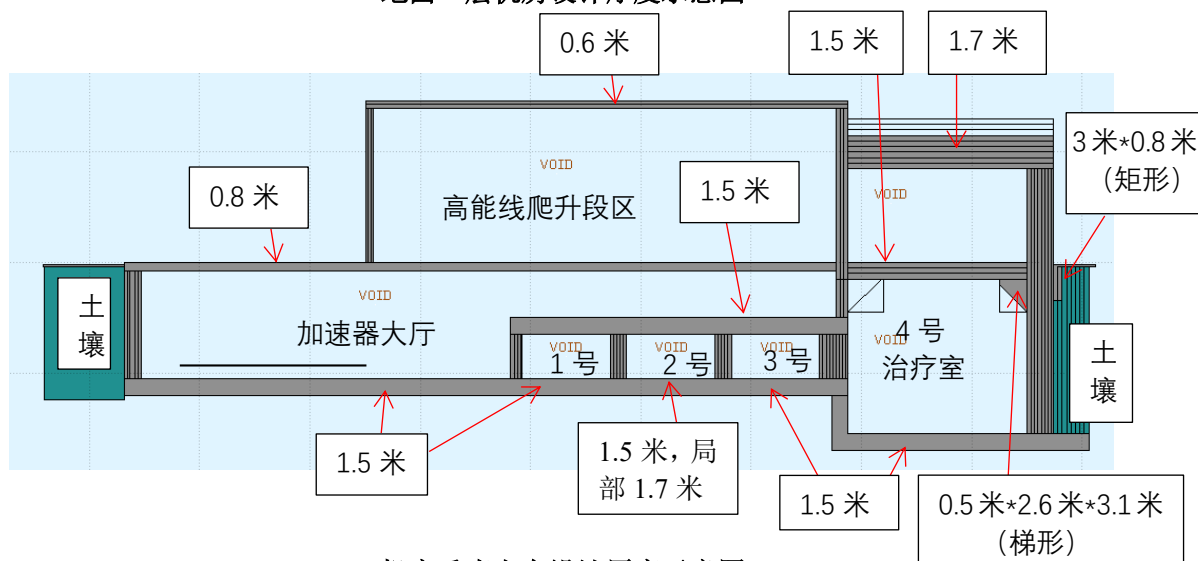 0.6 米
1.5 米
1.7 米
3 米*0.8 米
（矩形）
VOID
0.8 米
高能线爬升段区
1.5 米
VOID
土
壤
VOID
加速器大厅
VOID
1 号
VOID
2 号
VOID
3 号
4 号
VOID
治疗室
土
壤
1.5 米
1.5 米，局
部 1.7 米
1.5 米
0.5 米*2.6 米*3.1 米
（梯形）